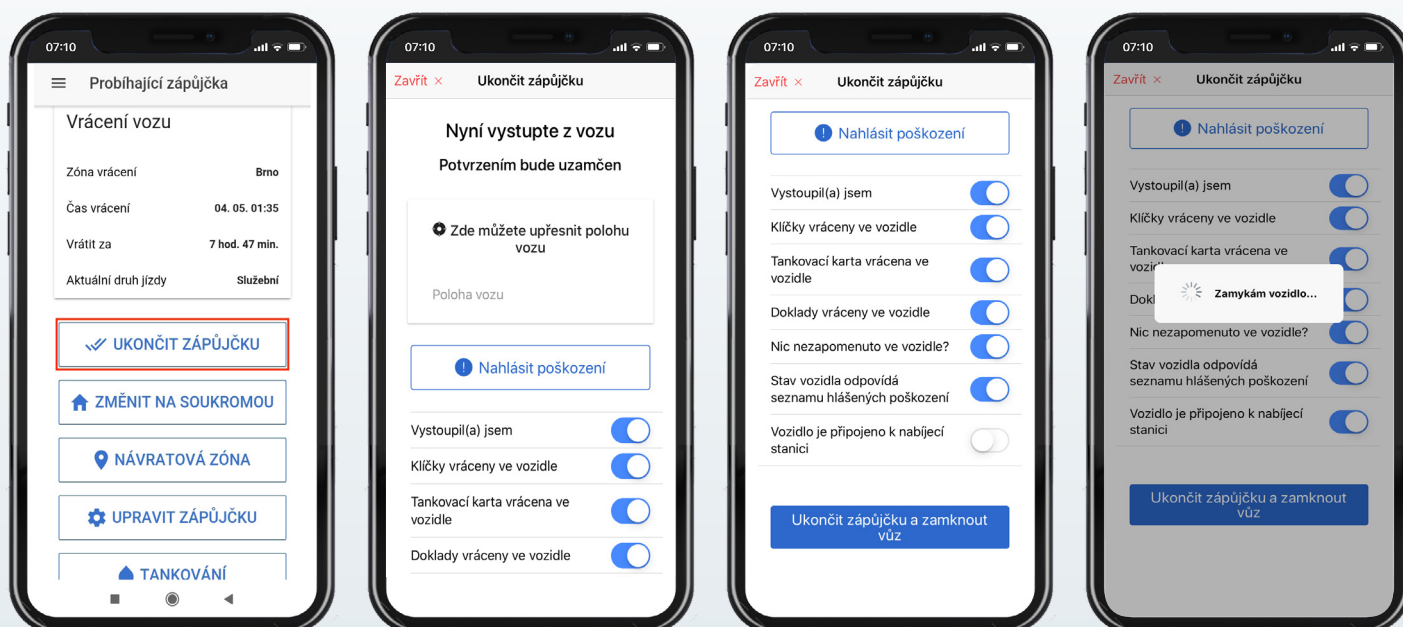 07:10
Probíhající zápůjčka
Vrácení vozu
Zóna vrácení Brno
Čas vrácení 04. 05. 01:35
Vrátit za 7 hod. 47 min.
Aktuální druh jízdy Služební
UKONČIT ZÁPŮJČKU
ZMĚNIT NA SOUKROMOU
NÁVRATOVÁ ZÓNA
UPRAVIT ZÁPŮJČKU
TANKOVÁNÍ
07:10
Zavřít × Ukončit zápůjčku
Nyní vystupte z vozu
Potvrzením bude uzamčen
Zde můžete upřesnit polohu
vozu
Poloha vozu
Nahlásit poškození
Vystoupil(a) jsem
Klíčky vráceny ve vozidle
Tankovací karta vrácena ve
vozidle
Doklady vráceny ve vozidle
07:10
Zavřít × Ukončit zápůjčku
Nahlásit poškození
Vystoupil(a) jsem
Klíčky vráceny ve vozidle
Tankovací karta vrácena ve
vozidle
Doklady vráceny ve vozidle
Nic nezapomenuto ve vozidle?
Stav vozidla odpovídá
seznamu hlášených poškození
Vozidlo je připojeno k nabíjecí
stanici
Ukončit zápůjčku a zamknout
vůz
07:10
Zavřít × Ukončit zápůjčku
Nahlásit poškození
Vystoupil(a) jsem
Klíčky vráceny ve vozidle
Tankovací karta vrácena ve
Zamykám vozidlo...
Nic nezapomenuto ve vozidle?
Stav vozidla odpovídá
seznamu hlášených poškození
Vozidlo je připojeno k nabíjecí
stanici
Ukončit zápůjčku a zamknout
vůz